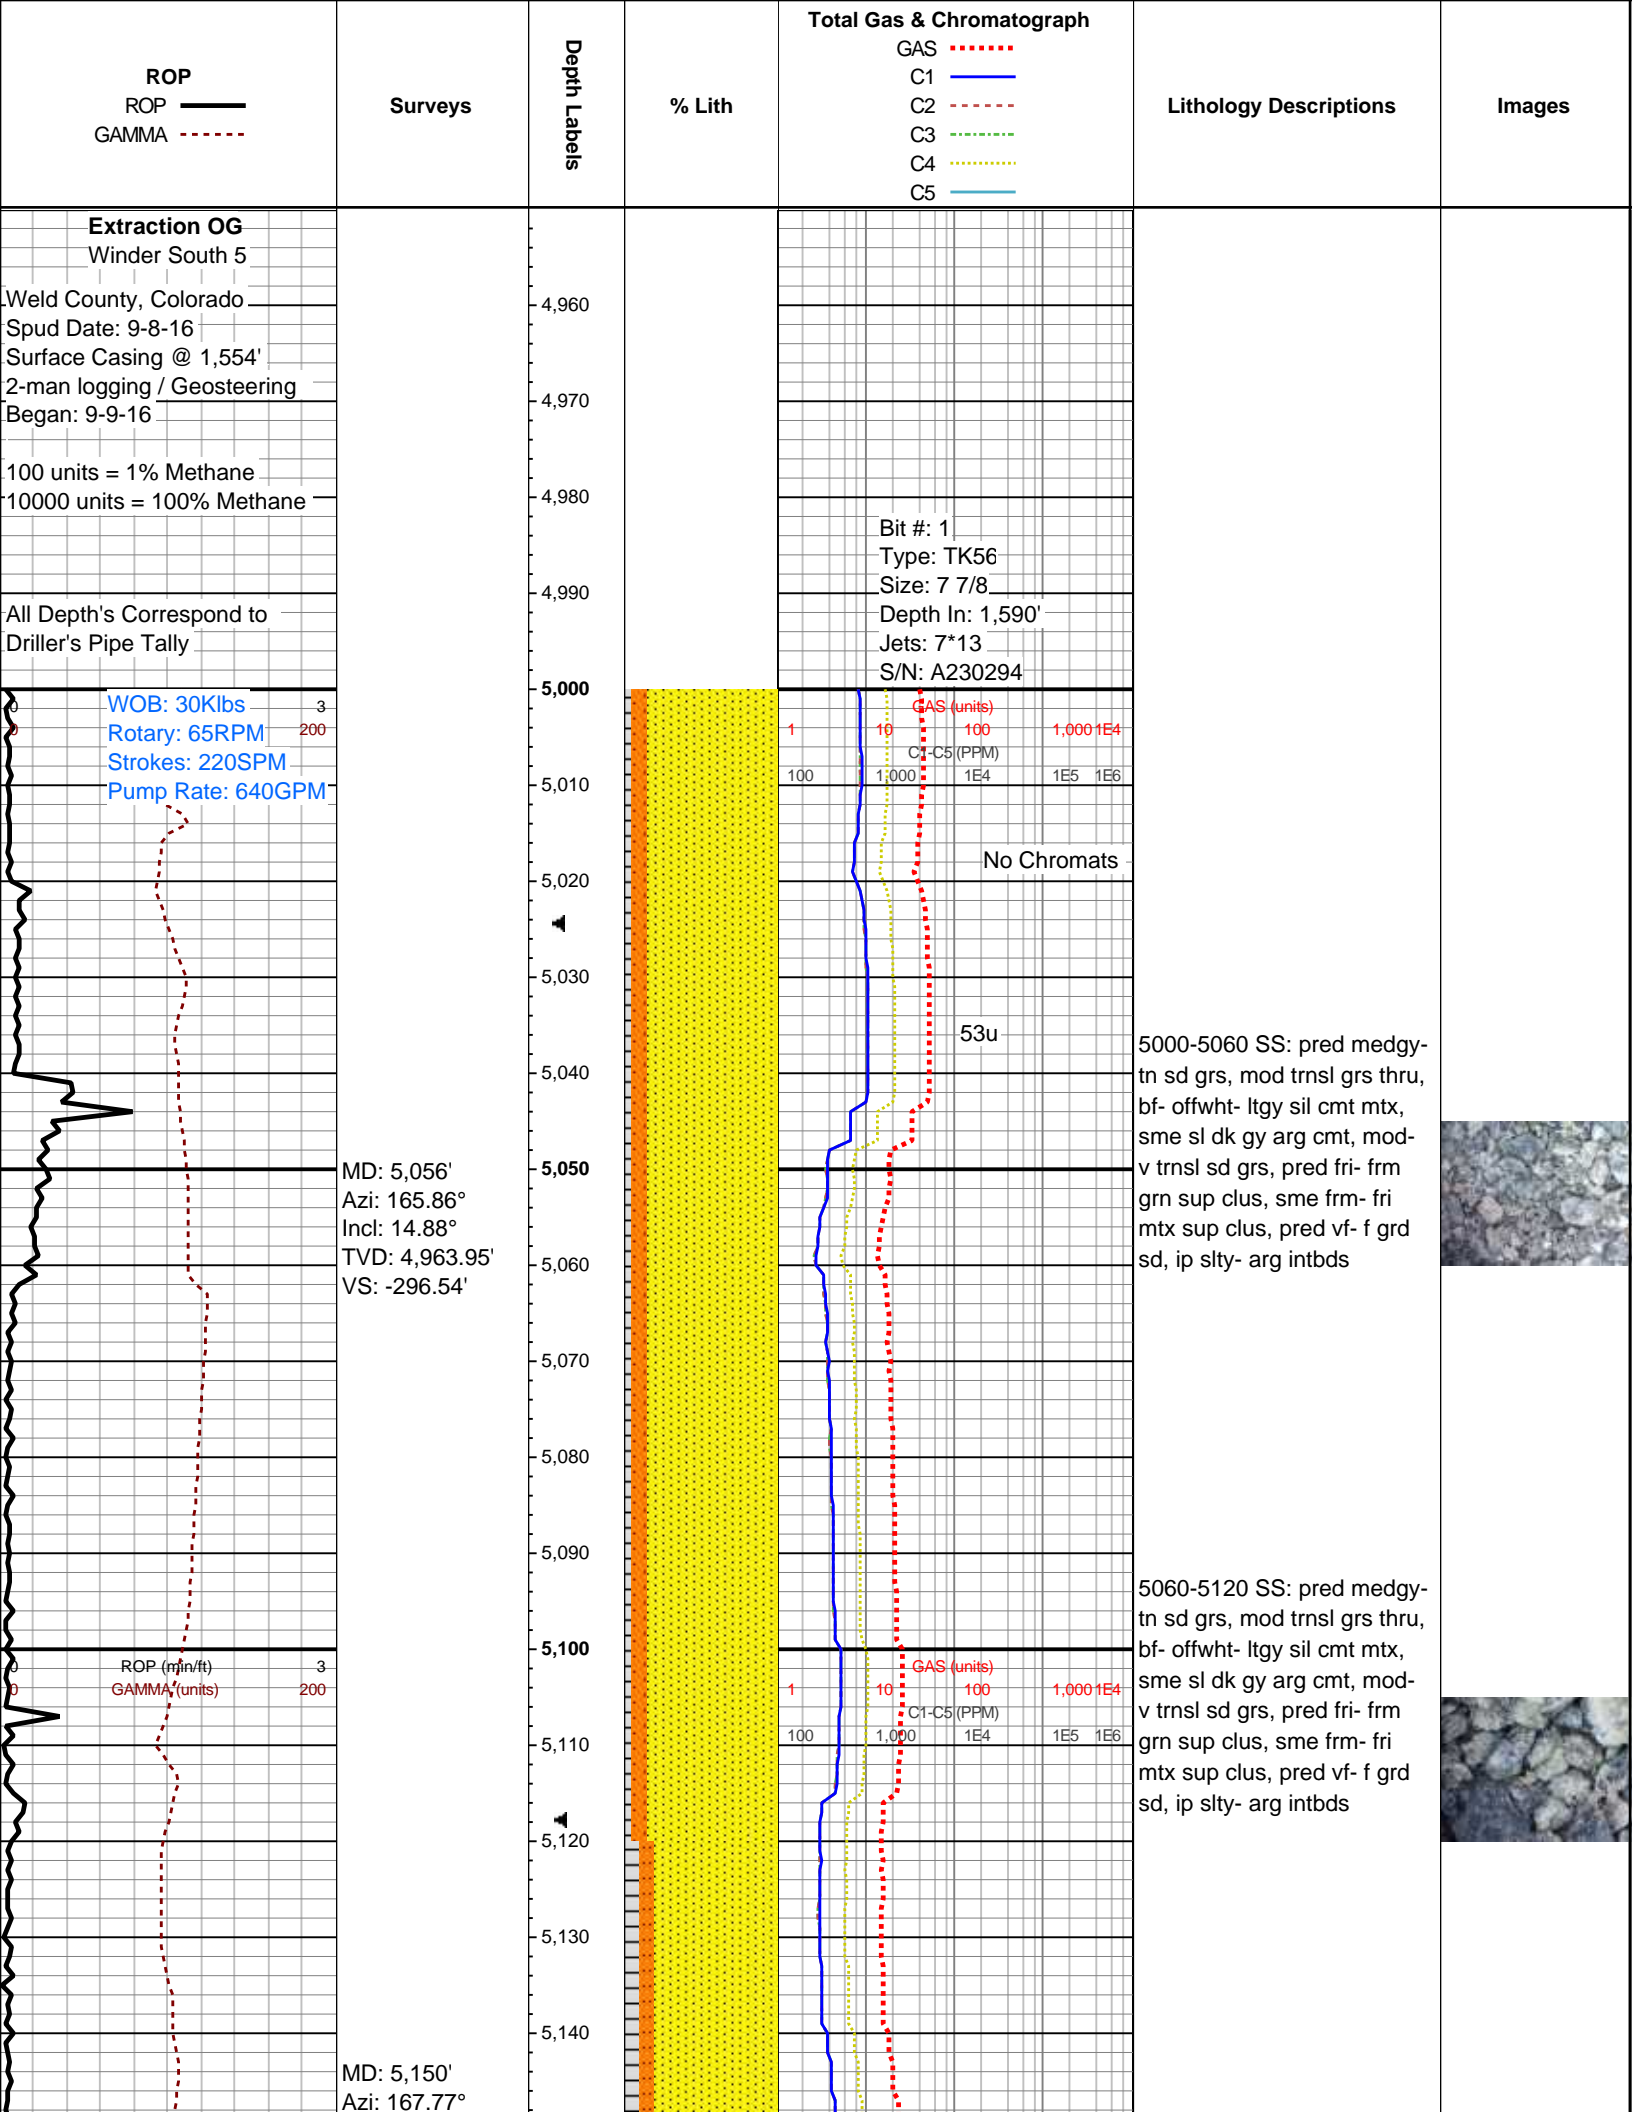 ROP
ROP
GAMMA
Surveys
Depth Labels
% Lith
Total Gas & Chromatograph
GAS
C1
C2
C3
C4
C5
Lithology Descriptions
Images
Extraction OG
Winder South 5
Weld County, Colorado
Spud Date: 9-8-16
Surface Casing @ 1,554'
2-man logging / Geosteering
Began: 9-9-16
100 units = 1% Methane
10000 units = 100% Methane
All Depth's Correspond to
Driller's Pipe Tally
WOB: 30Klbs
Rotary: 65RPM
Strokes: 220SPM
Pump Rate: 640GPM
0 3
0 200
ROP (min/ft)
0 3
GAMMA (units)
0 200
MD: 5,056'
Azi: 165.86°
Incl: 14.88°
TVD: 4,963.95'
VS: -296.54'
MD: 5,150'
Azi: 167.77°
4,960
4,970
4,980
4,990
5,000
5,010
5,020
5,030
5,040
5,050
5,060
5,070
5,080
5,090
5,100
5,110
5,120
5,130
5,140
Bit #: 1
Type: TK56
Size: 7 7/8
Depth In: 1,590'
Jets: 7*13
S/N: A230294
GAS (units)
1 10 100 1,000 1E4
C1-C5 (PPM)
100 1,000 1E4 1E5 1E6
No Chromats
53u
GAS (units)
1 10 100 1,000 1E4
C1-C5 (PPM)
100 1,000 1E4 1E5 1E6
5000-5060 SS: pred medgy-
tn sd grs, mod trnsl grs thru,
bf- offwht- ltgy sil cmt mtx,
sme sl dk gy arg cmt, mod-
v trnsl sd grs, pred fri- frm
grn sup clus, sme frm- fri
mtx sup clus, pred vf- f grd
sd, ip slty- arg intbds
5060-5120 SS: pred medgy-
tn sd grs, mod trnsl grs thru,
bf- offwht- ltgy sil cmt mtx,
sme sl dk gy arg cmt, mod-
v trnsl sd grs, pred fri- frm
grn sup clus, sme frm- fri
mtx sup clus, pred vf- f grd
sd, ip slty- arg intbds